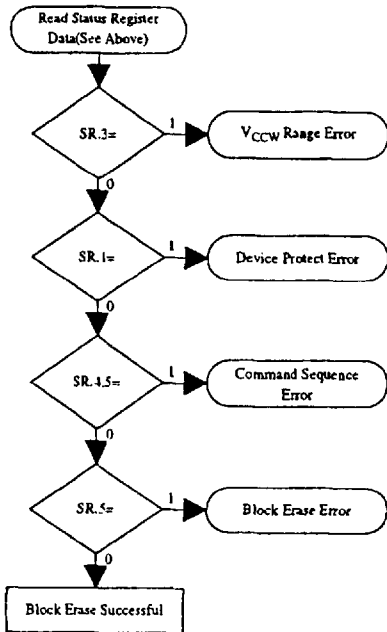 Read Status Register
Data(See Above)
SR.3=
1
V_CCW Range Error
0
SR.1=
1
Device Protect Error
0
SR.4,5=
1
Command Sequence
Error
0
SR.5=
1
Block Erase Error
0
Block Erase Successful